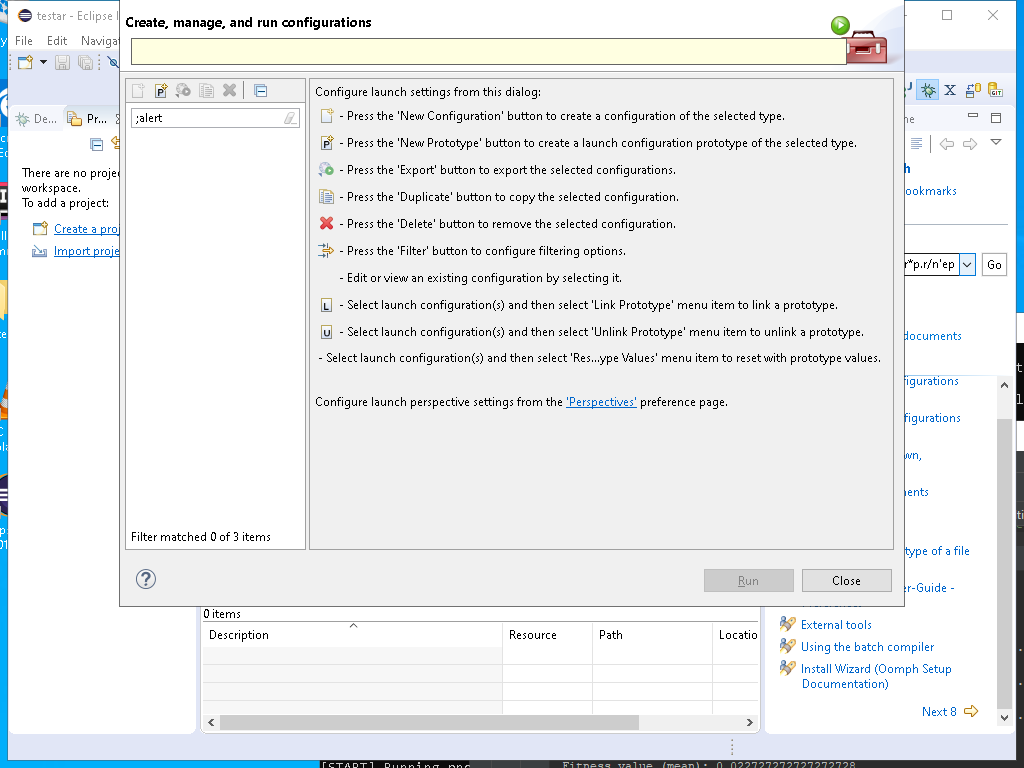 testar - Eclipse
Create, manage, and run configurations
File Edit Naviga
;alert
Filter matched 0 of 3 items
Configure launch settings from this dialog:
- Press the 'New Configuration' button to create a configuration of the selected type.
- Press the 'New Prototype' button to create a launch configuration prototype of the selected type.
- Press the 'Export' button to export the selected configurations.
- Press the 'Duplicate' button to copy the selected configuration.
- Press the 'Delete' button to remove the selected configuration.
- Press the 'Filter' button to configure filtering options.
- Edit or view an existing configuration by selecting it.
- Select launch configuration(s) and then select 'Link Prototype' menu item to link a prototype.
- Select launch configuration(s) and then select 'Unlink Prototype' menu item to unlink a prototype.
- Select launch configuration(s) and then select 'Res...ype Values' menu item to reset with prototype values.
Configure launch perspective settings from the 'Perspectives' preference page.
Run
Close
De...
Pr...
There are no proje
workspace.
To add a project:
Create a proj
Import proje
ookmarks
r*p.r/n'ep
Go
documents
figurations
figurations
wn,
ents
type of a file
er-Guide -
External tools
Using the batch compiler
Install Wizard (Oomph Setup
Documentation)
Next 8
0 items
Description Resource Path Locatio
[START] Running
Fitness value (mean): 0.022727272727272728